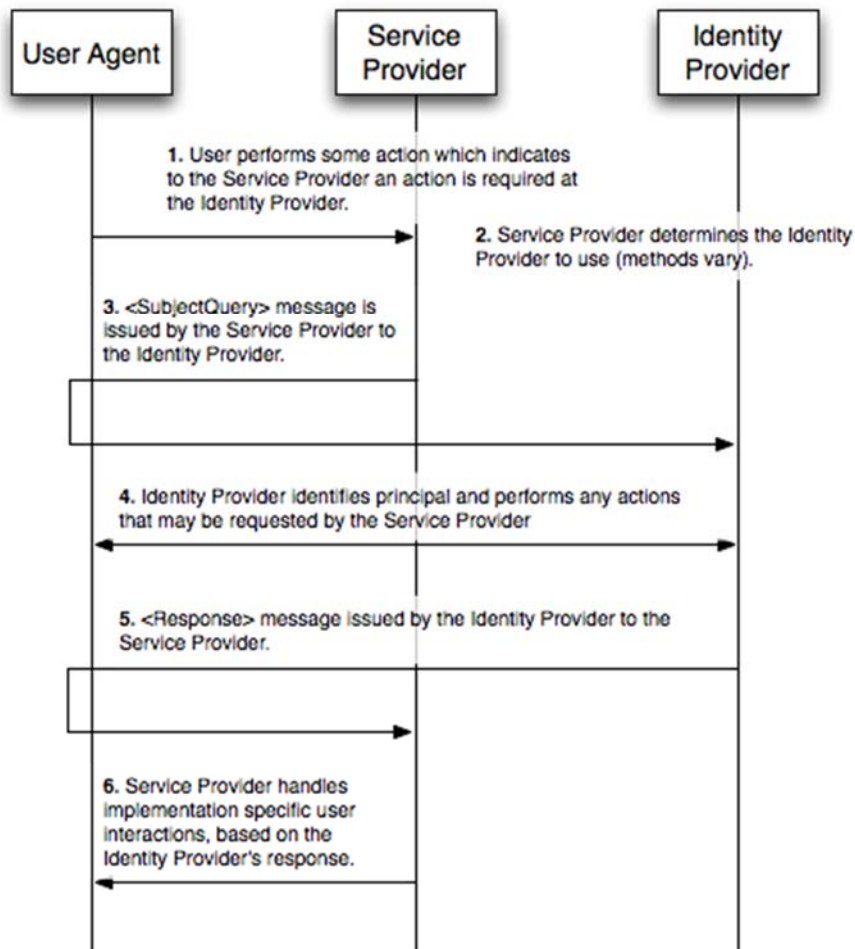 User Agent
Service
Provider
Identity
Provider
1. User performs some action which indicates
to the Service Provider an action is required at
the Identity Provider.
2. Service Provider determines the Identity
Provider to use (methods vary).
3. <SubjectQuery> message is
issued by the Service Provider to
the Identity Provider.
4. Identity Provider identifies principal and performs any actions
that may be requested by the Service Provider
5. <Response> message issued by the Identity Provider to the
Service Provider.
6. Service Provider handles
implementation specific user
interactions, based on the
Identity Provider's response.